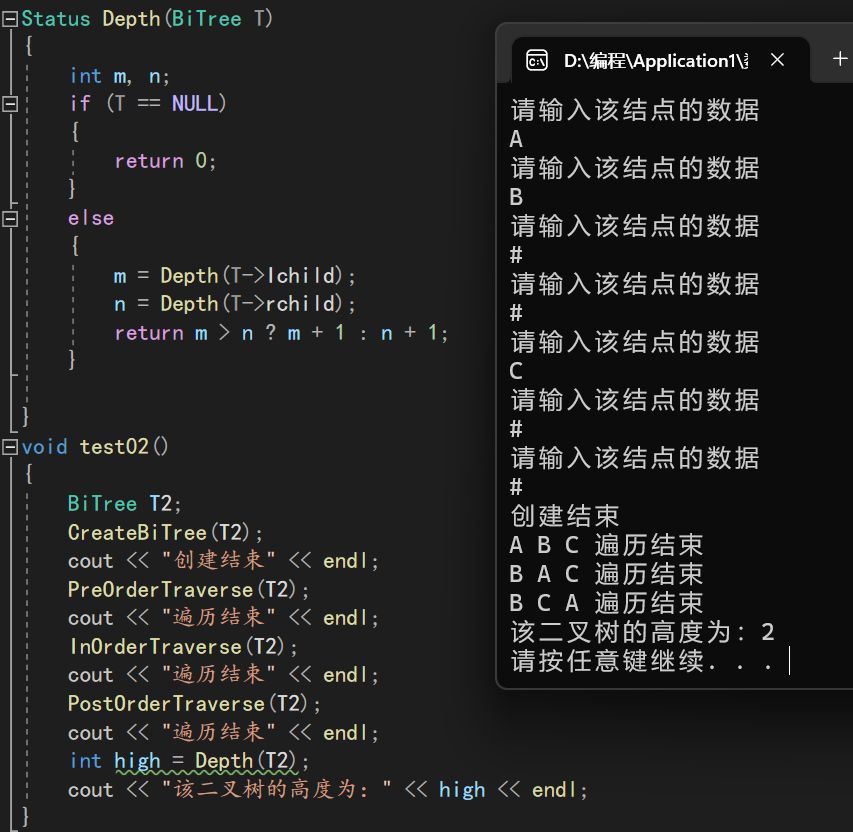 Status Depth(BiTree T)
{
int m, n;
if (T == NULL)
{
return 0;
}
else
{
m = Depth(T->lchild);
n = Depth(T->rchild);
return m > n ? m + 1 : n + 1;
}
}
void test02()
{
BiTree T2;
CreateBiTree(T2);
cout << "创建结束" << endl;
PreOrderTraverse(T2);
cout << "遍历结束" << endl;
InOrderTraverse(T2);
cout << "遍历结束" << endl;
PostOrderTraverse(T2);
cout << "遍历结束" << endl;
int high = Depth(T2);
cout << "该二叉树的高度为：" << high << endl;
}
D:\编程\Application1\
请输入该结点的数据
A
请输入该结点的数据
B
请输入该结点的数据
#
请输入该结点的数据
#
请输入该结点的数据
C
请输入该结点的数据
#
请输入该结点的数据
#
创建结束
A B C 遍历结束
B A C 遍历结束
B C A 遍历结束
该二叉树的高度为：2
请按任意键继续. . .